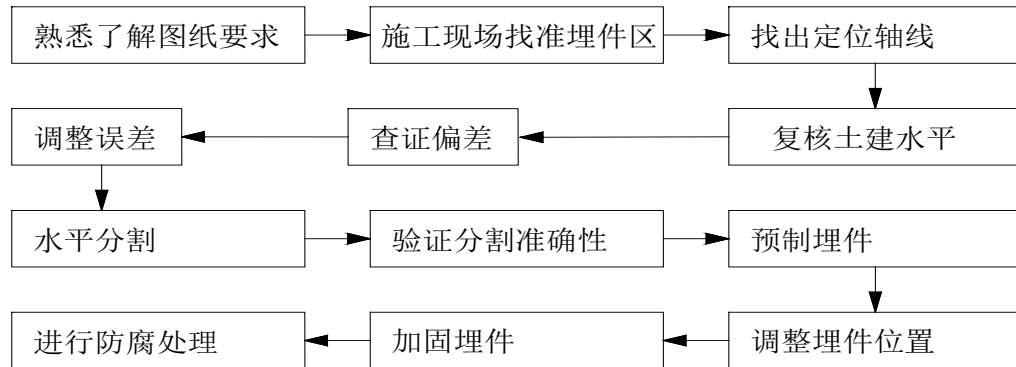 熟悉了解图纸要求
施工现场找准埋件区
找出定位轴线
复核土建水平
查证偏差
调整误差
水平分割
验证分割准确性
预制埋件
调整埋件位置
加固埋件
进行防腐处理